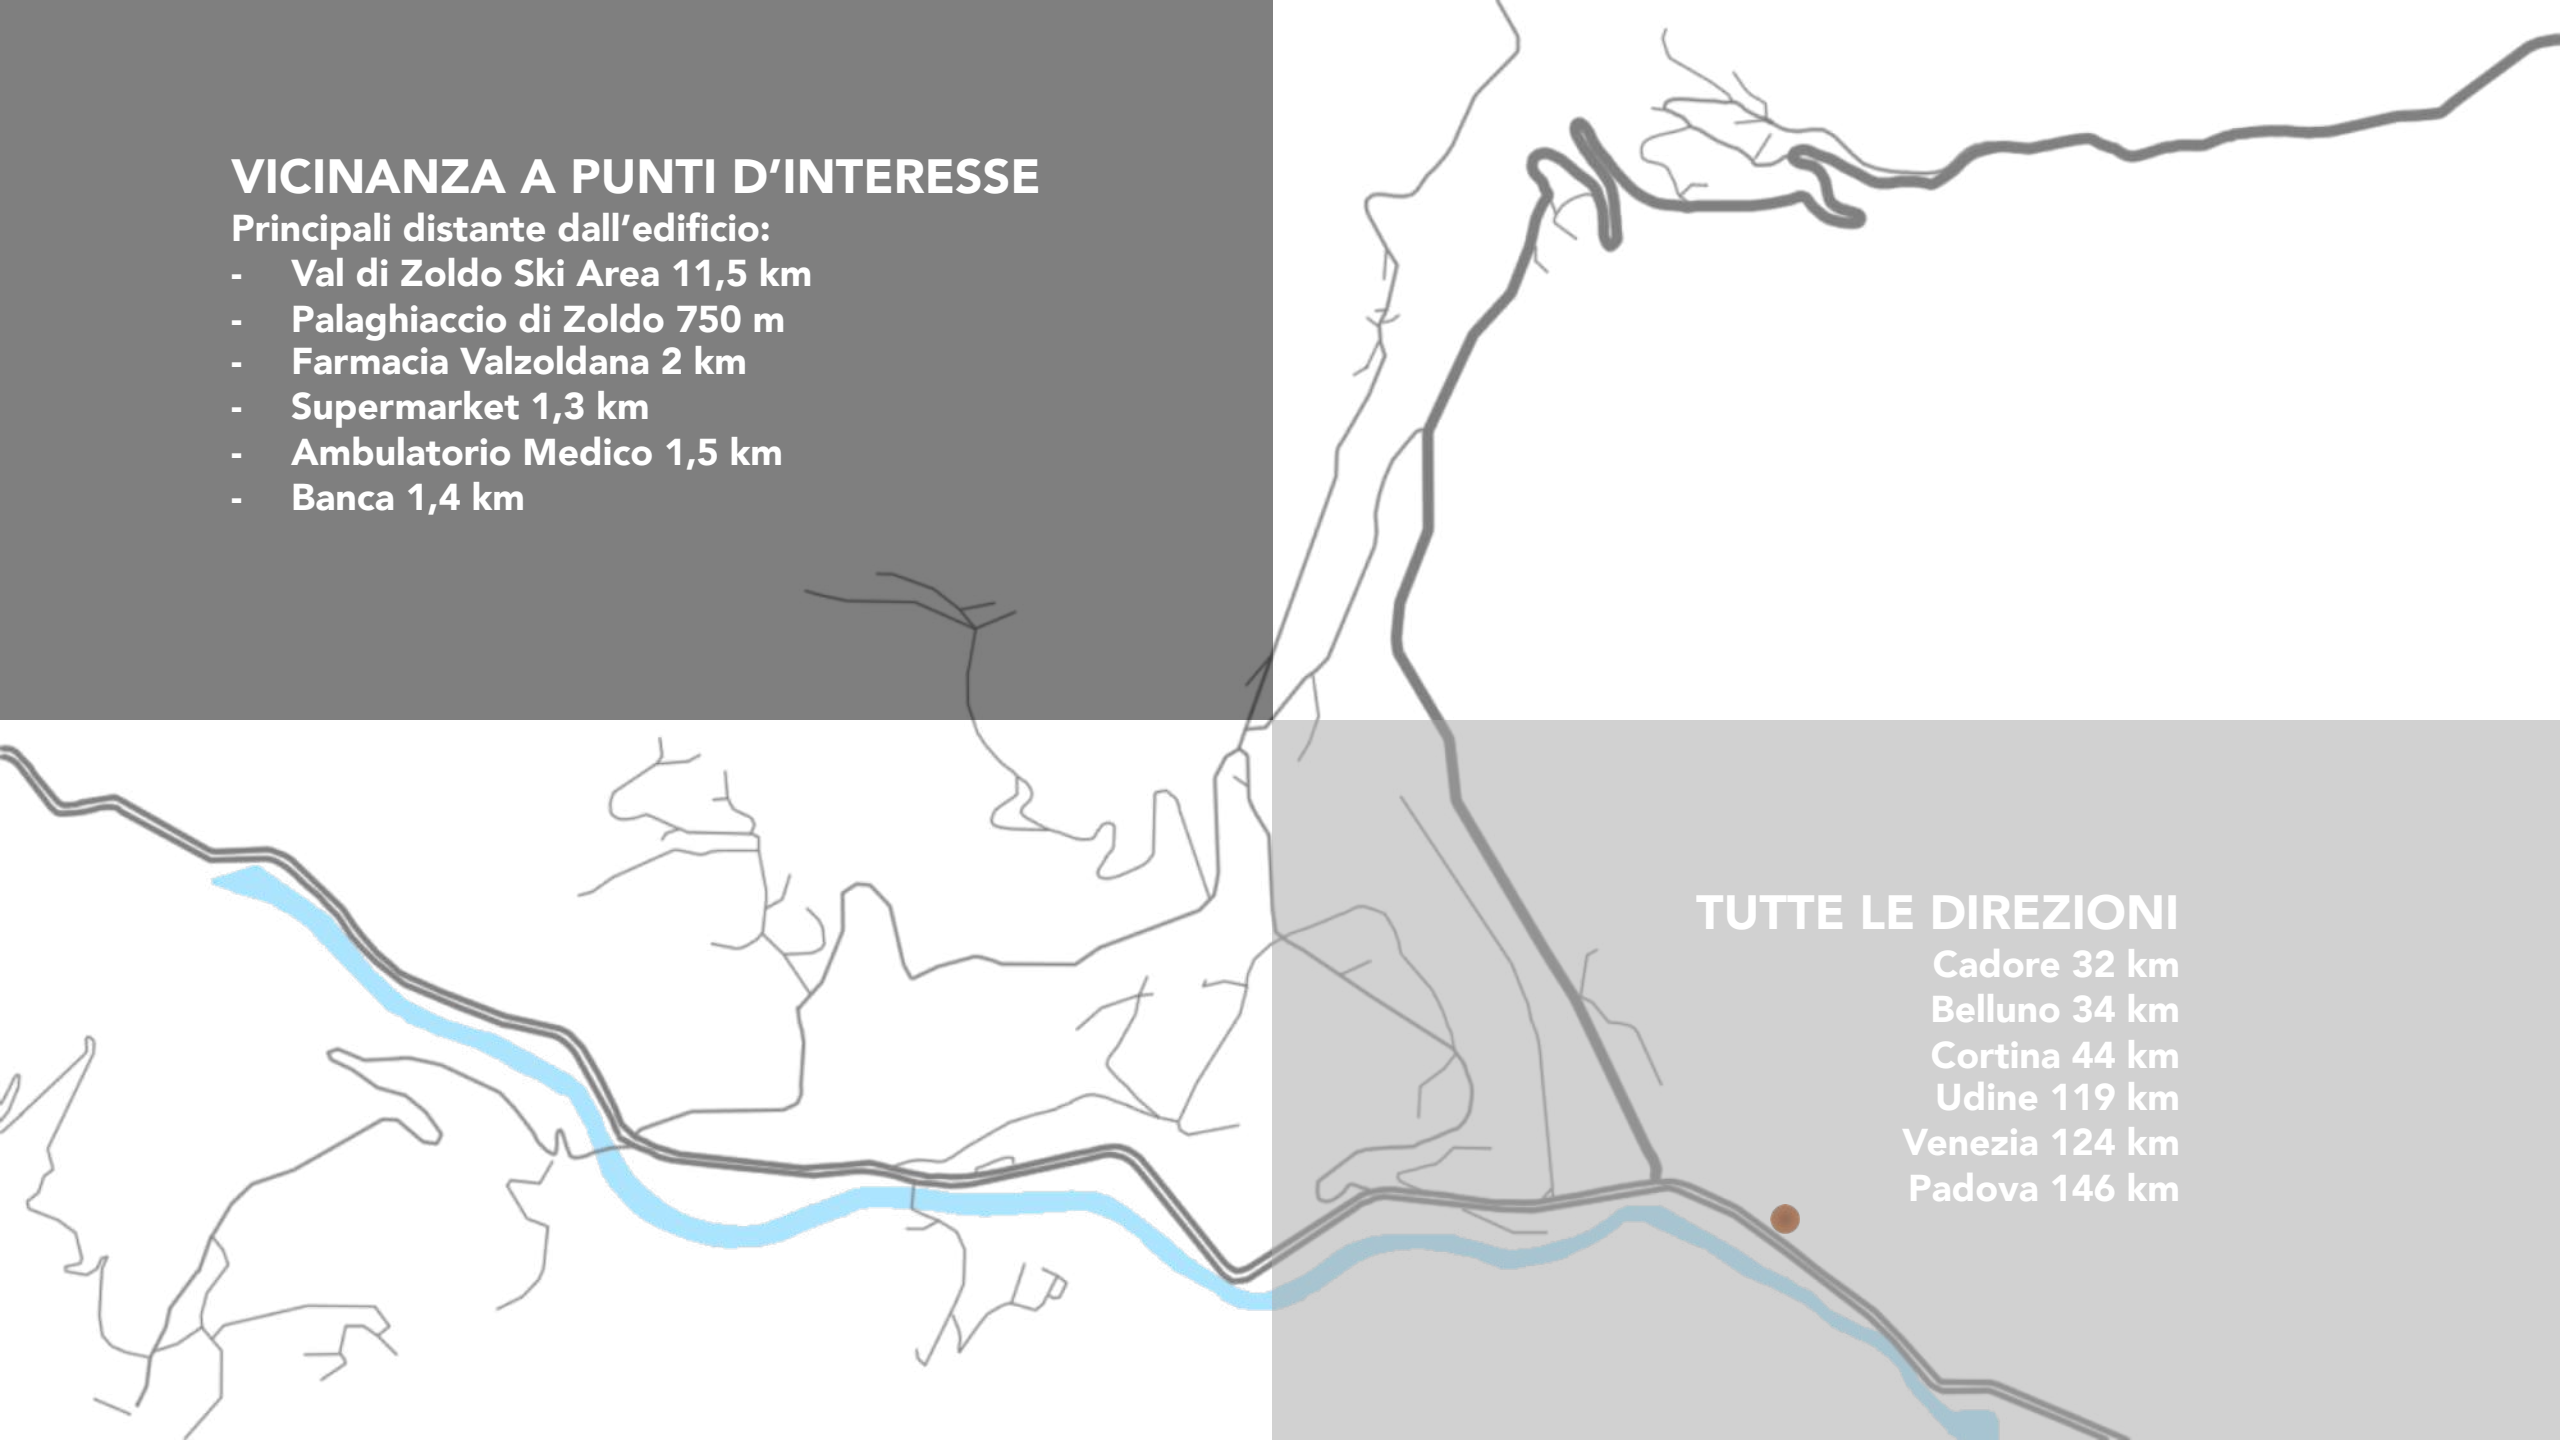 VICINANZA A PUNTI D’INTERESSE
Principali distante dall’edificio:
- Val di Zoldo Ski Area 11,5 km
- Palaghiaccio di Zoldo 750 m
- Farmacia Valzoldana 2 km
- Supermarket 1,3 km
- Ambulatorio Medico 1,5 km
- Banca 1,4 km
TUTTE LE DIREZIONI
Cadore 32 km
Belluno 34 km
Cortina 44 km
Udine 119 km
Venezia 124 km
Padova 146 km